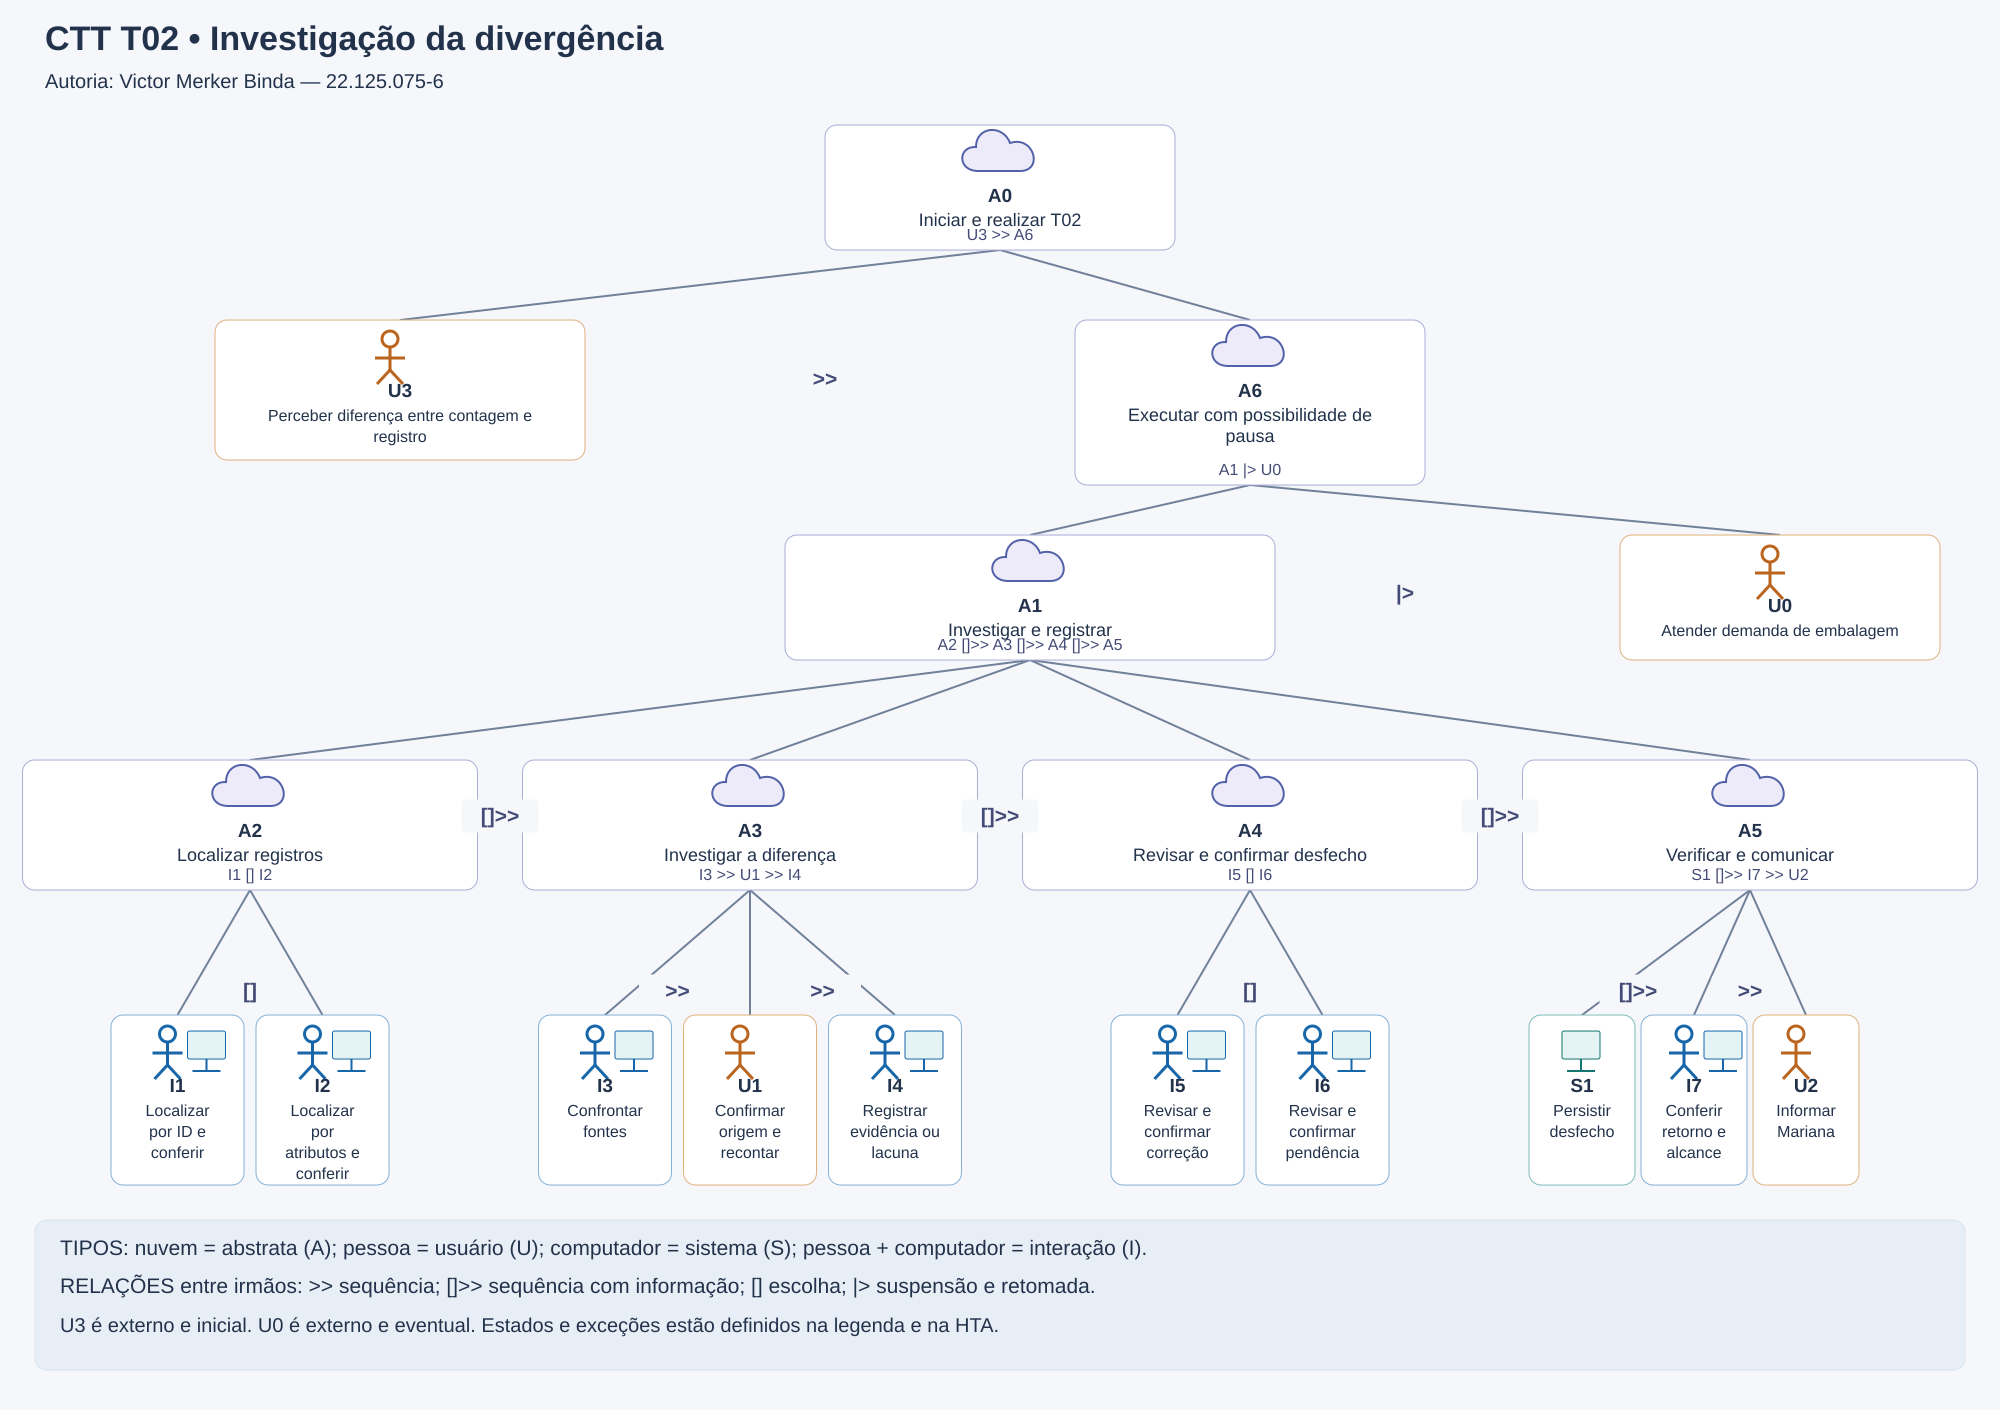 CTT T02 • Investigação da divergência
Autoria: Victor Merker Binda — 22.125.075-6
A0
Iniciar e realizar T02
U3 >> A6
U3
Perceber diferença entre contagem e
registro
>>
A6
Executar com possibilidade de
pausa
A1 |> U0
A1
Investigar e registrar
A2 []>> A3 []>> A4 []>> A5
|>
U0
Atender demanda de embalagem
A2
Localizar registros
I1 [] I2
[]>>
A3
Investigar a diferença
I3 >> U1 >> I4
[]>>
A4
Revisar e confirmar desfecho
I5 [] I6
[]>>
A5
Verificar e comunicar
S1 []>> I7 >> U2
[]
>>
>>
[]
[]>>
>>
I1
Localizar
por ID e
conferir
I2
Localizar
por
atributos e
conferir
I3
Confrontar
fontes
U1
Confirmar
origem e
recontar
I4
Registrar
evidência ou
lacuna
I5
Revisar e
confirmar
correção
I6
Revisar e
confirmar
pendência
S1
Persistir
desfecho
I7
Conferir
retorno e
alcance
U2
Informar
Mariana
TIPOS: nuvem = abstrata (A); pessoa = usuário (U); computador = sistema (S); pessoa + computador = interação (I).
RELAÇÕES entre irmãos: >> sequência; []>> sequência com informação; [] escolha; |> suspensão e retomada.
U3 é externo e inicial. U0 é externo e eventual. Estados e exceções estão definidos na legenda e na HTA.